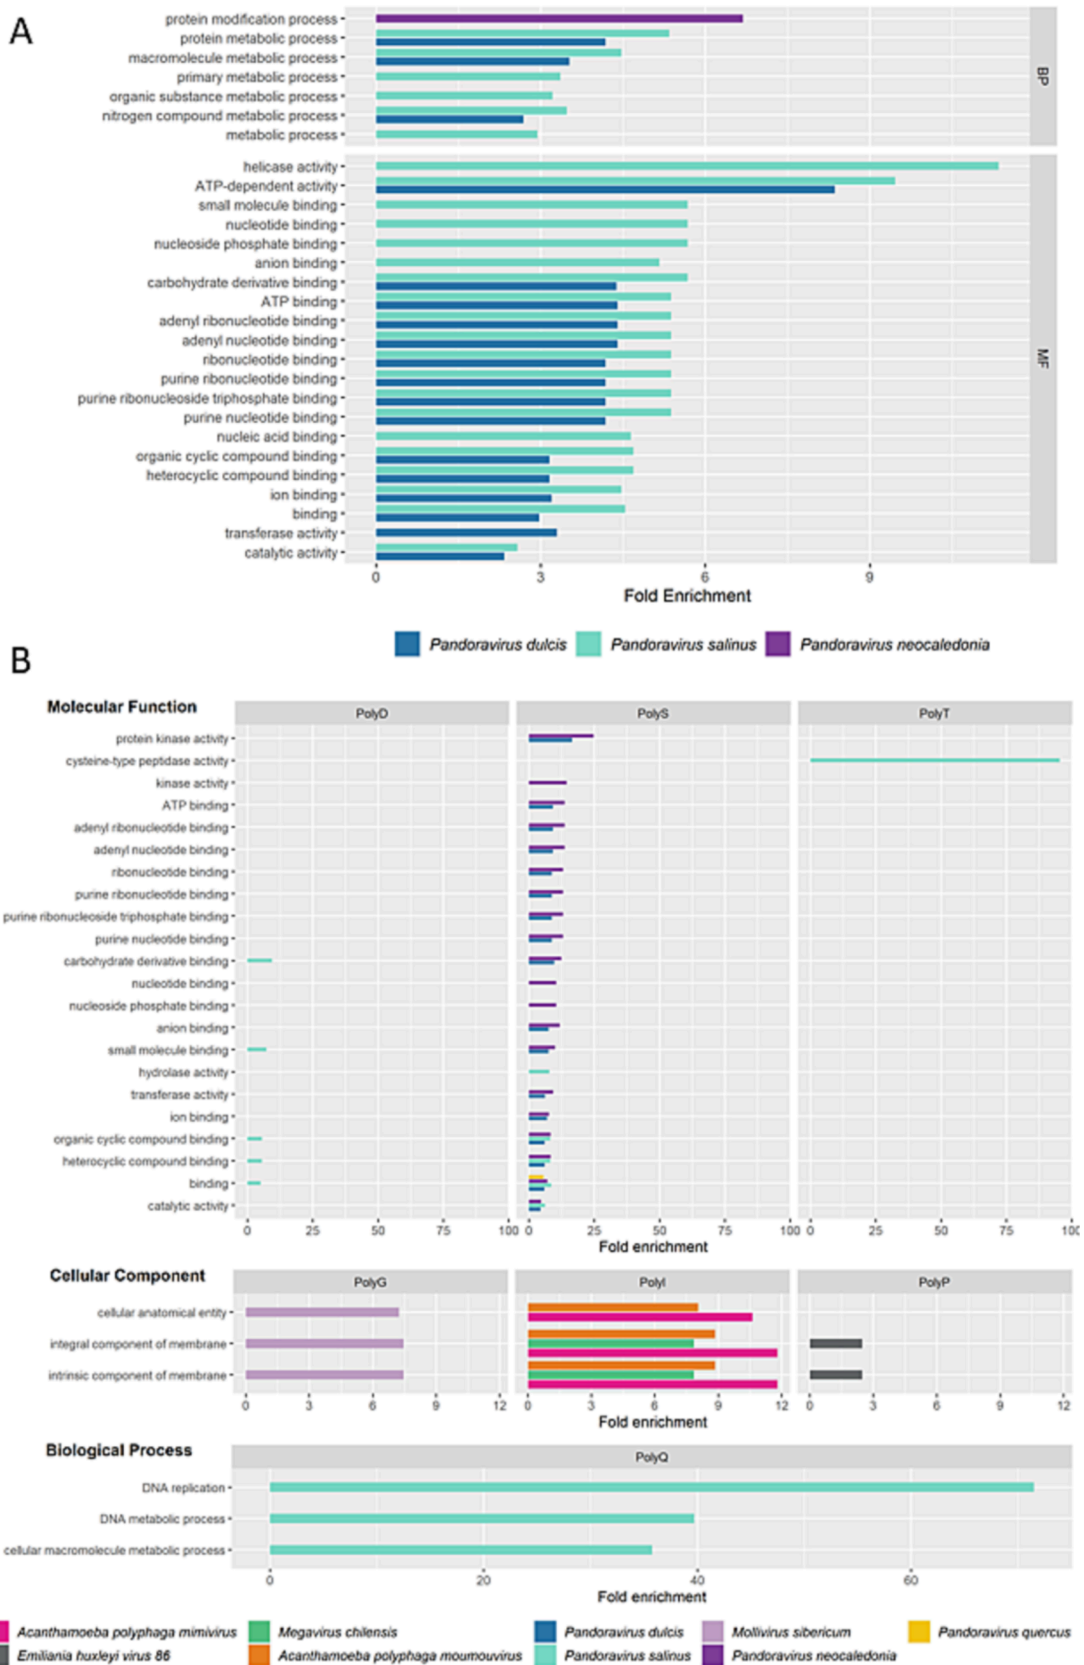 A
protein modification process
protein metabolic process
macromolecule metabolic process
primary metabolic process
organic substance metabolic process
nitrogen compound metabolic process
metabolic process
BP
helicase activity
ATP-dependent activity
small molecule binding
nucleotide binding
nucleoside phosphate binding
anion binding
carbohydrate derivative binding
ATP binding
adenyl ribonucleotide binding
adenyl nucleotide binding
ribonucleotide binding
purine ribonucleotide binding
purine ribonucleoside triphosphate binding
purine nucleotide binding
nucleic acid binding
organic cyclic compound binding
heterocyclic compound binding
ion binding
binding
transferase activity
catalytic activity
MF
0 3 6 9
Fold Enrichment
Pandoravirus dulcis Pandoravirus salinus Pandoravirus neocaledonia
B
Molecular Function
PolyD PolyS PolyT
protein kinase activity
cysteine-type peptidase activity
kinase activity
ATP binding
adenyl ribonucleotide binding
adenyl nucleotide binding
ribonucleotide binding
purine ribonucleotide binding
purine ribonucleoside triphosphate binding
purine nucleotide binding
carbohydrate derivative binding
nucleotide binding
nucleoside phosphate binding
anion binding
small molecule binding
hydrolase activity
transferase activity
ion binding
organic cyclic compound binding
heterocyclic compound binding
binding
catalytic activity
0 25 50 75 100 0 25 50 75 100 0 25 50 75 100
Fold enrichment
Cellular Component
PolyG PolyI PolyP
cellular anatomical entity
integral component of membrane
intrinsic component of membrane
0 3 6 9 12 0 3 6 9 12 0 3 6 9 12
Fold enrichment
Biological Process
PolyQ
DNA replication
DNA metabolic process
cellular macromolecule metabolic process
0 20 40 60
Fold enrichment
Acanthamoeba polyphaga mimivirus Megavirus chilensis Pandoravirus dulcis Mollivirus sibericum Pandoravirus quercus
Emiliania huxleyi virus 86 Acanthamoeba polyphaga moumouvirus Pandoravirus salinus Pandoravirus neocaledonia